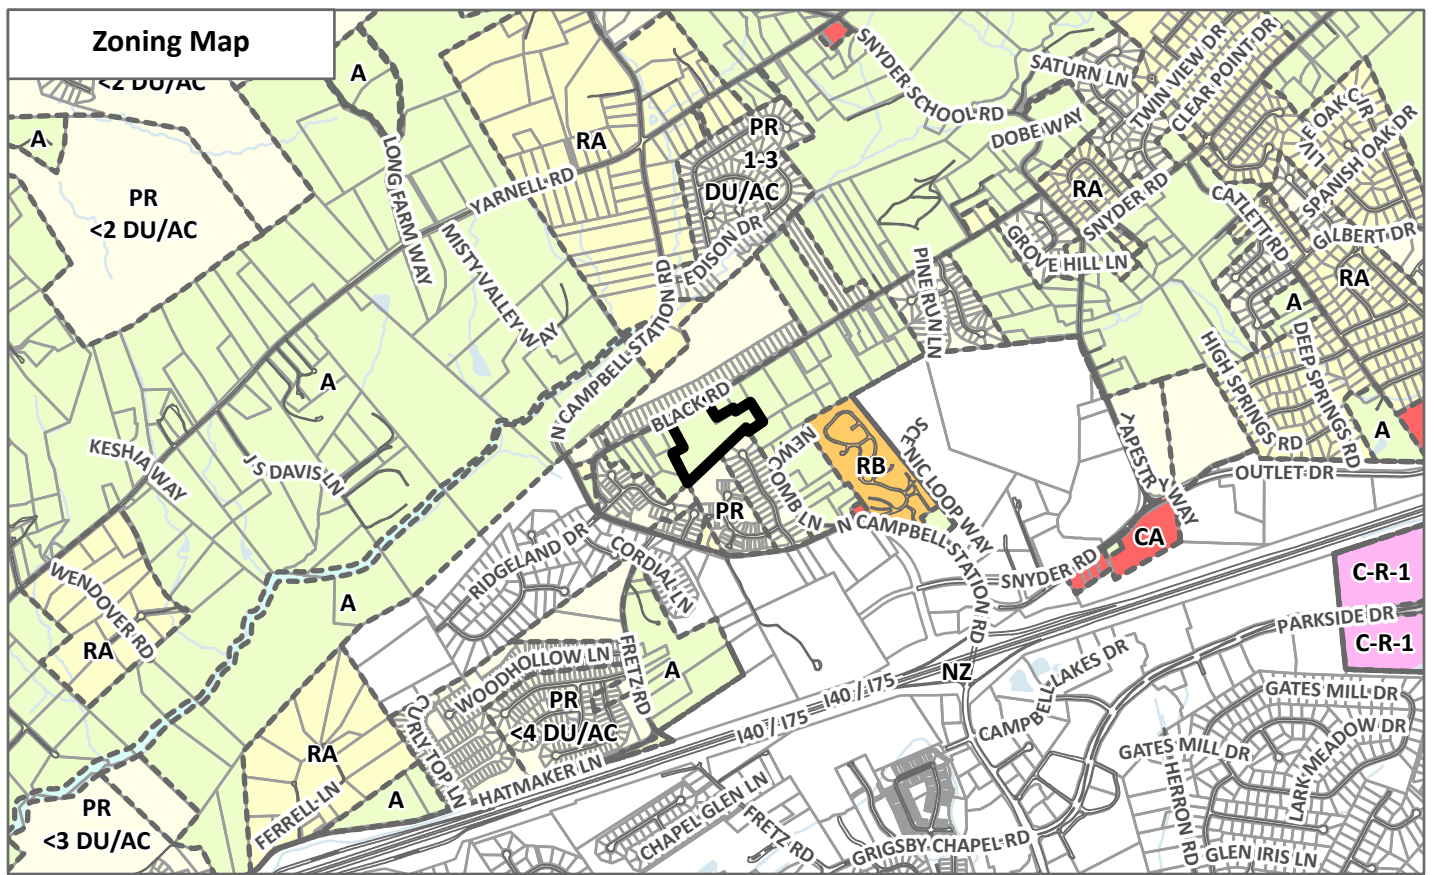 Zoning Map
<2 DU/AC
A
A
PR
<2 DU/AC
LONG FARM WAY
YARNELL RD
MISTY VALLEY WAY
RA
PR
1-3
DU/AC
EDISON DR
N CAMPBELL STATION RD
SNYDER SCHOOL RD
SATURN LN
DOBE WAY
TWIN VIEW DR
CLEAR POINT DR
LIVE OAK CIR
SPANISH OAK DR
RA
SNYDER RD
CATLETT RD
GILBERT DR
GROVE HILL LN
PINE RUN LN
RA
A
HIGH SPRINGS RD
DEEP SPRINGS RD
A
A
KESHIA WAY
J S DAVIS LN
BLACK RD
NEWCOMB LN
RB
SCENIC LOOP WAY
TAPESTRY WAY
OUTLET DR
PR
N CAMPBELL STATION RD
CA
SNYDER RD
C-R-1
PARKSIDE DR
C-R-1
RIDGELAND DR
CORDIAL LN
WENDOVER RD
RA
A
WOODHOLLOW LN
FRETZ RD
A
PR
<4 DU/AC
CURLY TOP LN
HATMAKER LN
I40 / I75
I40 / I75
NZ
CAMPBELL LAKES DR
GATES MILL DR
GATES MILL DR
LARK MEADOW DR
HERRON RD
GLEN IRIS LN
RA
FERRELL LN
A
PR
<3 DU/AC
CHAPEL GLEN LN
FRETZ RD
GRIGSBY CHAPEL RD